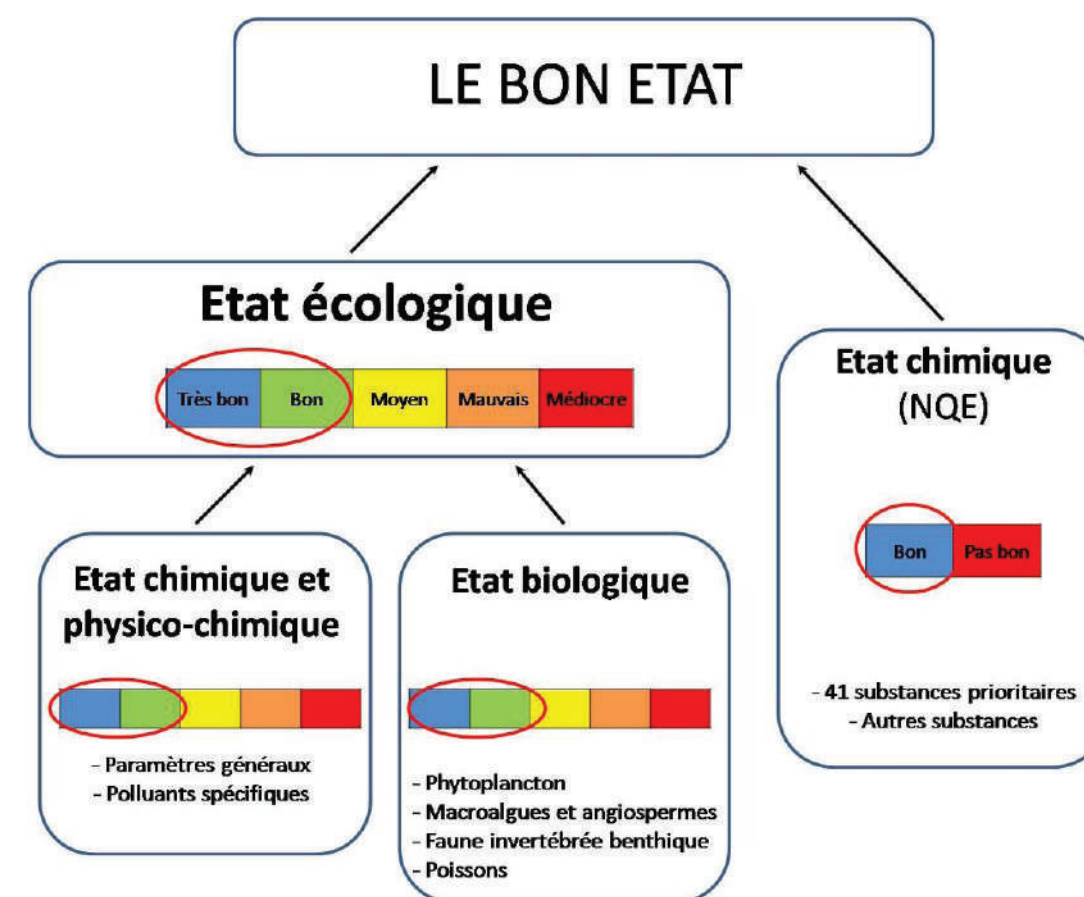 LE BON ETAT
Etat écologique
Très bon Bon Moyen Mauvais Médiocre
Etat chimique
(NQE)
Bon Pas bon
- 41 substances prioritaires
- Autres substances
Etat chimique et
physico-chimique
- Paramètres généraux
- Polluants spécifiques
Etat biologique
- Phytoplancton
- Macroalgues et angiospermes
- Faune invertébrée benthique
- Poissons